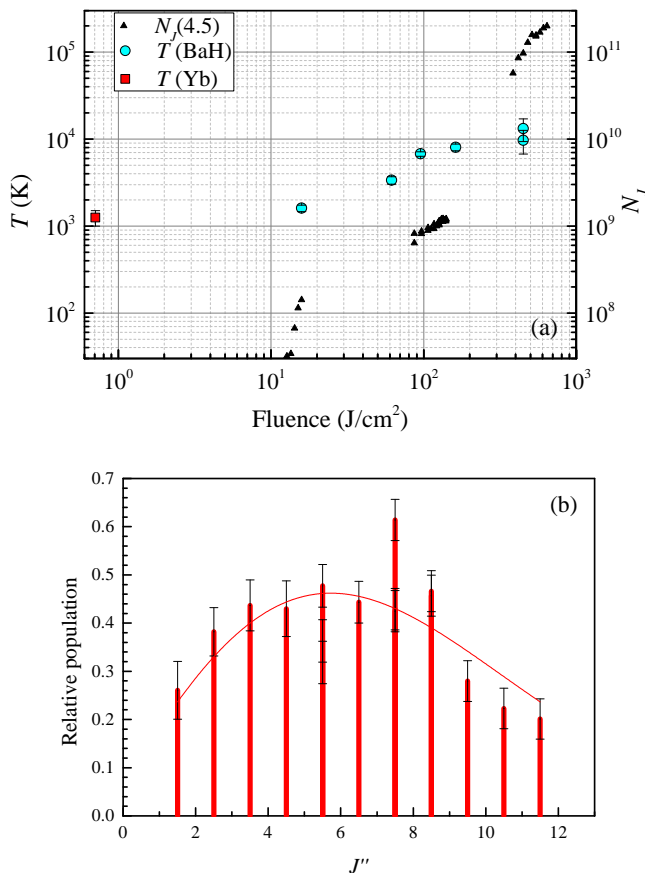 N_J(4.5)
T (BaH)
T (Yb)
10^5
10^4
10^3
10^2
10^11
10^10
10^9
10^8
T (K)
N_J
(a)
10^0 10^1 10^2 10^3
Fluence (J/cm^2)
(b)
0.7
0.6
0.5
0.4
0.3
0.2
0.1
0.0
Relative population
0 2 4 6 8 10 12
J''